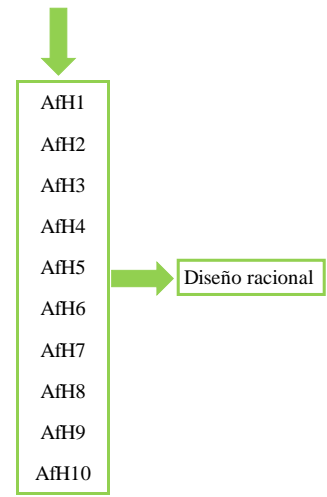 AfH1
AfH2
AfH3
AfH4
AfH5
AfH6
AfH7
AfH8
AfH9
AfH10
Diseño racional